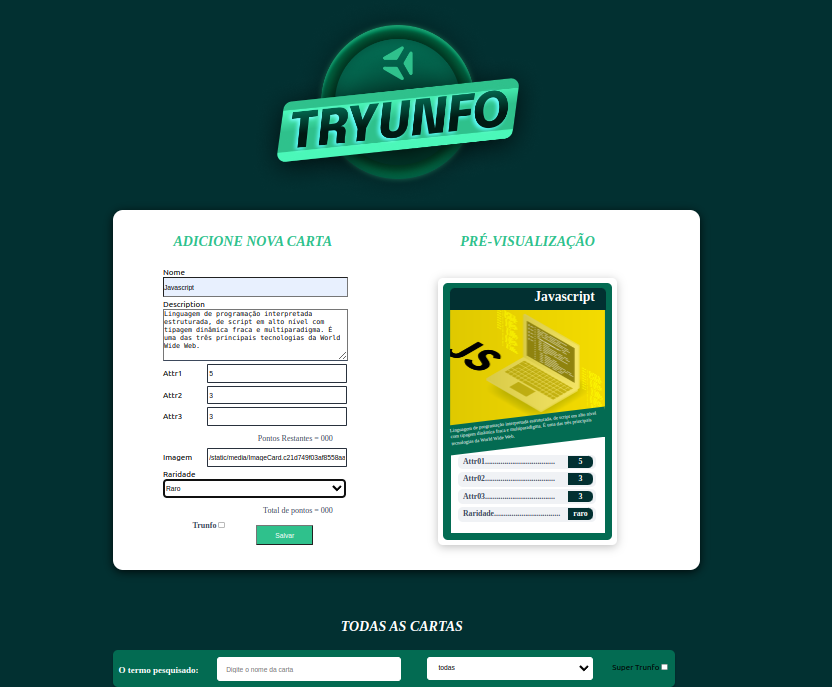 TRYUNFO
ADICIONE NOVA CARTA
Nome
Javascript
Description
Linguagem de programação interpretada
estruturada, de script em alto nível com
tipagem dinâmica fraca e multiparadigma. É
uma das três principais tecnologias da World
Wide Web.
Attr1 5
Attr2 3
Attr3 3
Pontos Restantes = 000
Imagem /static/media/ImageCard.c21d749f03af8558aa
Raridade
Raro
Total de pontos = 000
Trunfo
Salvar
PRÉ-VISUALIZAÇÃO
Javascript
JS
Linguagem de programação interpretada estruturada, de script em alto nível
com tipagem dinâmica fraca e multiparadigma. É uma das três principais
tecnologias da World Wide Web.
Attr01................................... 5
Attr02................................... 3
Attr03................................... 3
Raridade................................. raro
TODAS AS CARTAS
O termo pesquisado: Digite o nome da carta todas Super Trunfo